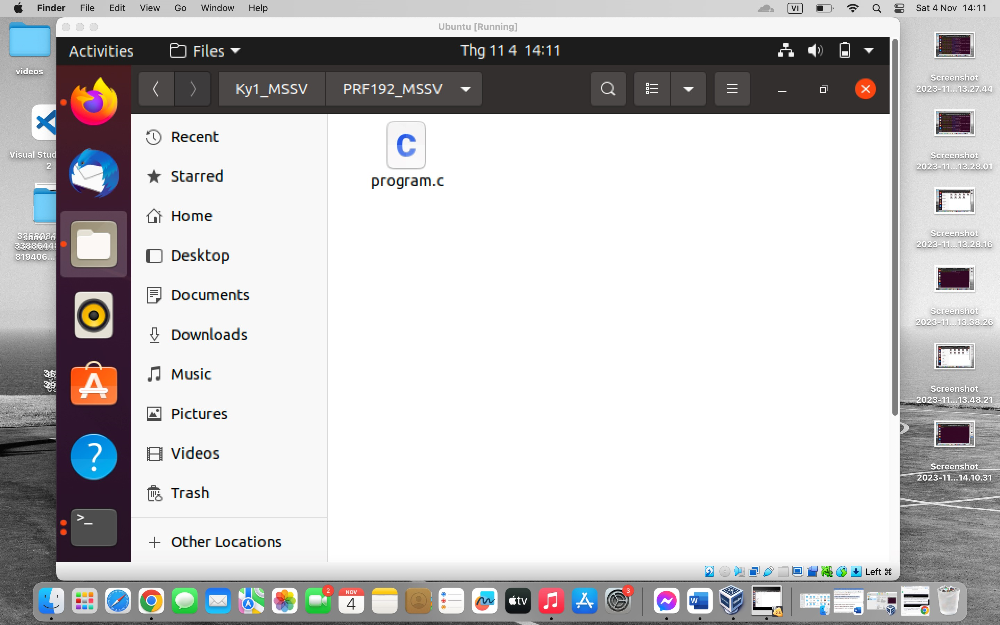 Finder File Edit View Go Window Help
VI
Sat 4 Nov 14:11
Ubuntu [Running]
Activities
Files
Thg 11 4 14:11
Ky1_MSSV
PRF192_MSSV
videos
Visual Stud
2
819406...
Recent
Starred
Home
Desktop
Documents
Downloads
Music
Pictures
Videos
Trash
Other Locations
C
program.c
Screenshot
2023-11...13.27.44
Screenshot
2023-11...13.28.01
Screenshot
2023-11...13.28.16
Screenshot
2023-11...13.38.26
Screenshot
2023-11...13.48.21
Screenshot
2023-11...14.10.31
Left ⌘
2
NOV
4
tv
3
W
2.6